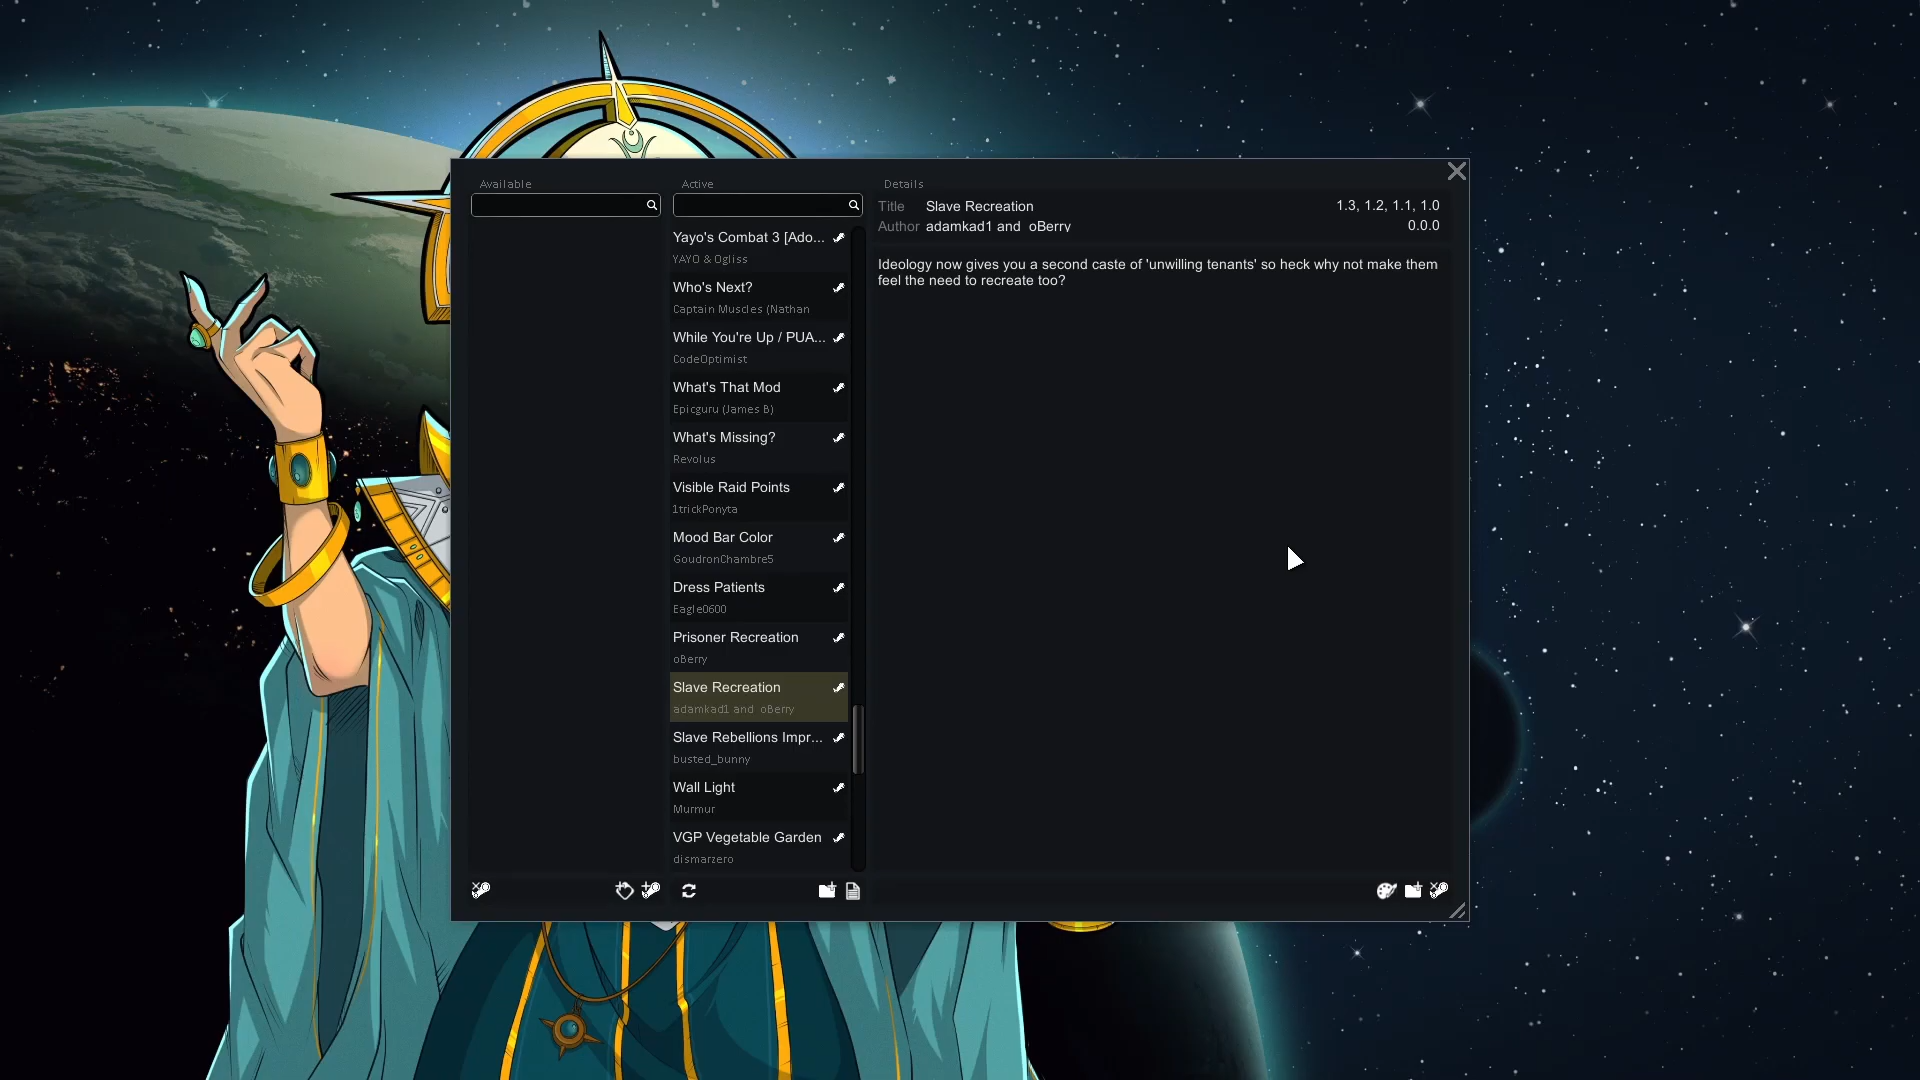 Available
Active
Details
Title Slave Recreation 1.3, 1.2, 1.1, 1.0
Author adamkad1 and  oBerry 0.0.0
Ideology now gives you a second caste of 'unwilling tenants' so heck why not make them
feel the need to recreate too?
Yayo's Combat 3 [Ado...
YAYO & Ogliss
Who's Next?
Captain Muscles (Nathan
While You're Up / PUA...
CodeOptimist
What's That Mod
Epicguru (James B)
What's Missing?
Revolus
Visible Raid Points
1trickPonyta
Mood Bar Color
GoudronChambre5
Dress Patients
Eagle0600
Prisoner Recreation
oBerry
Slave Recreation
adamkad1 and  oBerry
Slave Rebellions Impr...
busted_bunny
Wall Light
Murmur
VGP Vegetable Garden
dismarzero